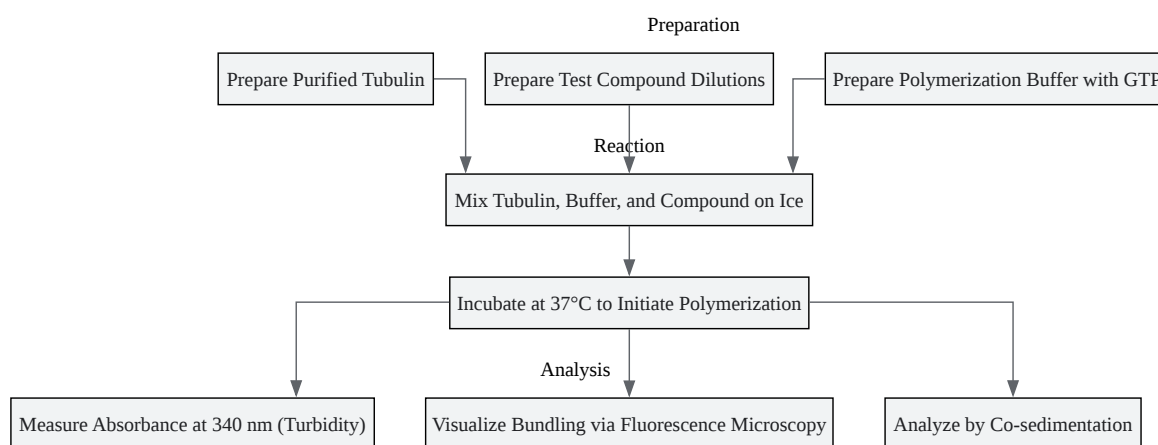 Preparation
Prepare Purified Tubulin
Prepare Test Compound Dilutions
Prepare Polymerization Buffer with GTP
Reaction
Mix Tubulin, Buffer, and Compound on Ice
Incubate at 37°C to Initiate Polymerization
Analysis
Measure Absorbance at 340 nm (Turbidity)
Visualize Bundling via Fluorescence Microscopy
Analyze by Co-sedimentation